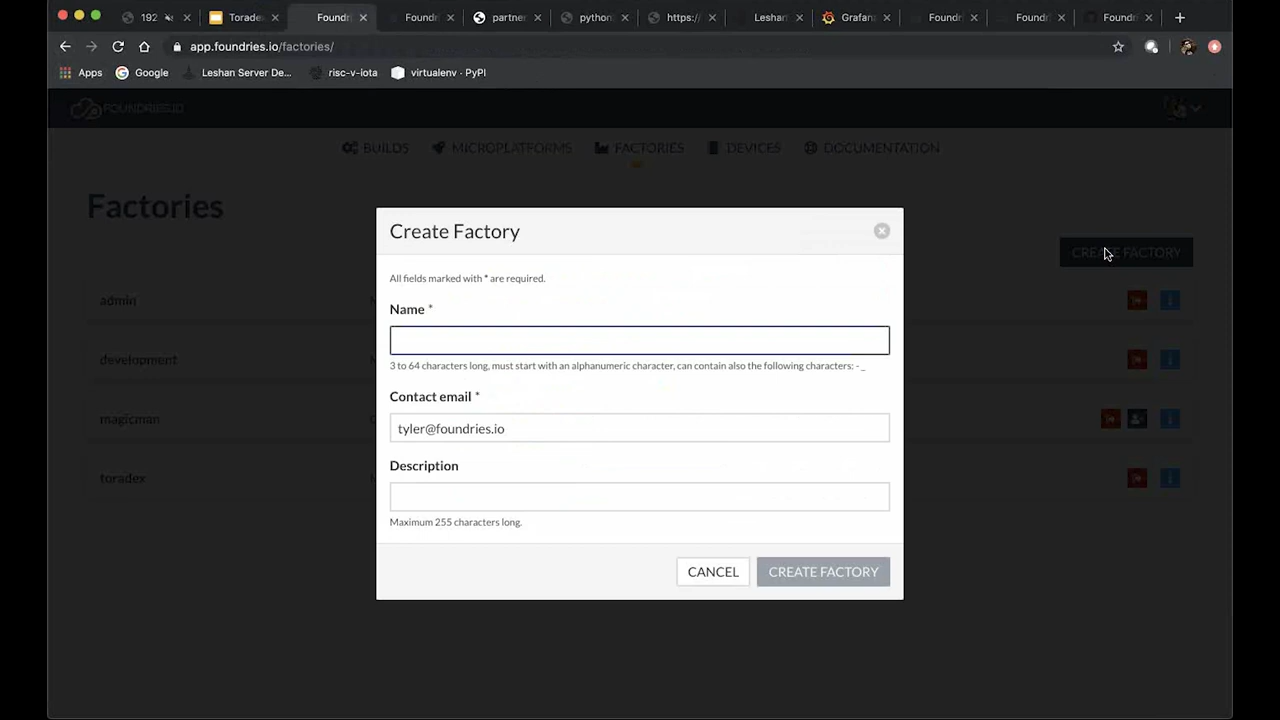 192
Toradex
Foundri
Foundri
partner
python
https:/
Leshan
Grafana
Foundri
Foundri
Foundri
app.foundries.io/factories/
Apps
Google
Leshan Server De...
risc-v-iota
virtualenv · PyPI
FOUNDRIES.IO
BUILDS
MICROPLATFORMS
FACTORIES
DEVICES
DOCUMENTATION
Factories
CREATE FACTORY
admin
development
magicman
toradex
Create Factory
All fields marked with * are required.
Name *
3 to 64 characters long, must start with an alphanumeric character, can contain also the following characters: - _
Contact email *
tyler@foundries.io
Description
Maximum 255 characters long.
CANCEL
CREATE FACTORY